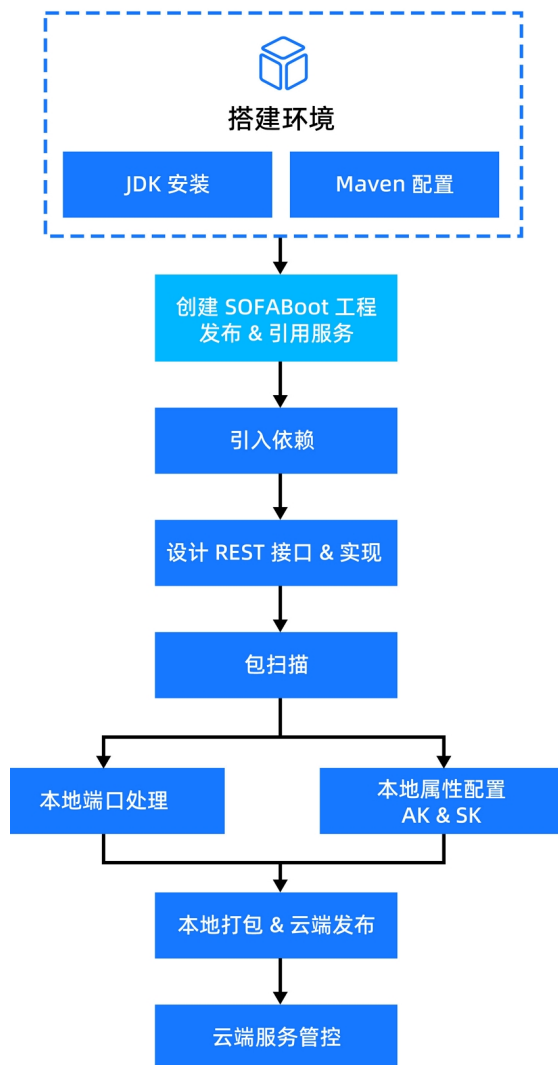 搭建环境
JDK 安装
Maven 配置
创建 SOFABoot 工程
发布 & 引用服务
引入依赖
设计 REST 接口 & 实现
包扫描
本地端口处理
本地属性配置
AK & SK
本地打包 & 云端发布
云端服务管控